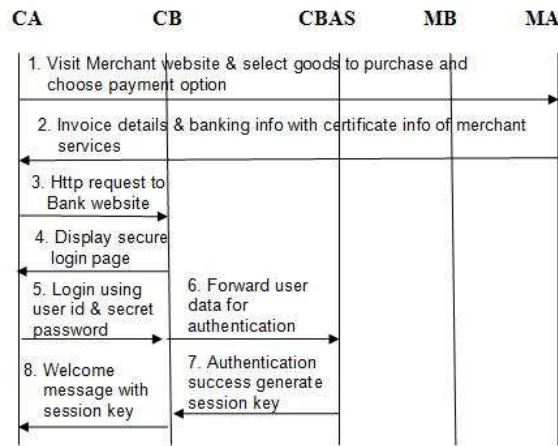 CA CB CBAS MB MA
1. Visit Merchant website & select goods to purchase and
choose payment option
2. Invoice details & banking info with certificate info of merchant
services
3. Http request to
Bank website
4. Display secure
login page
5. Login using
user id & secret
password
6. Forward user
data for
authentication
7. Authentication
success generate
session key
8. Welcome
message with
session key